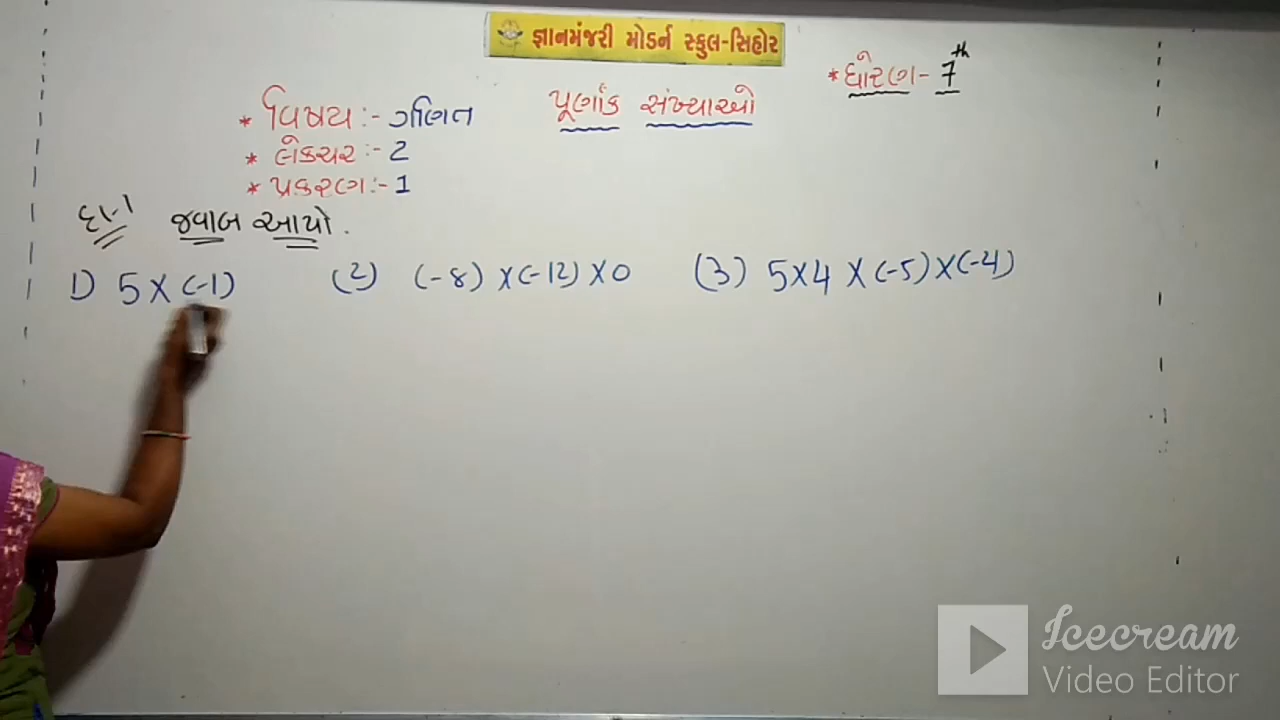 જ્ઞાનમંજરી મોડર્ન સ્કુલ-સિહોર
* ધોરણ- 7th
પૂર્ણાંક સંખ્યાઓ
* વિષય:- ગણિત
* લેકચર:- 2
* પ્રકરણ:- 1
દા-1 જવાબ આપો.
1) 5×(-1) (2) (-8) ×(-12) ×0 (3) 5×4 ×(-5)×(-4)
Icecream
Video Editor